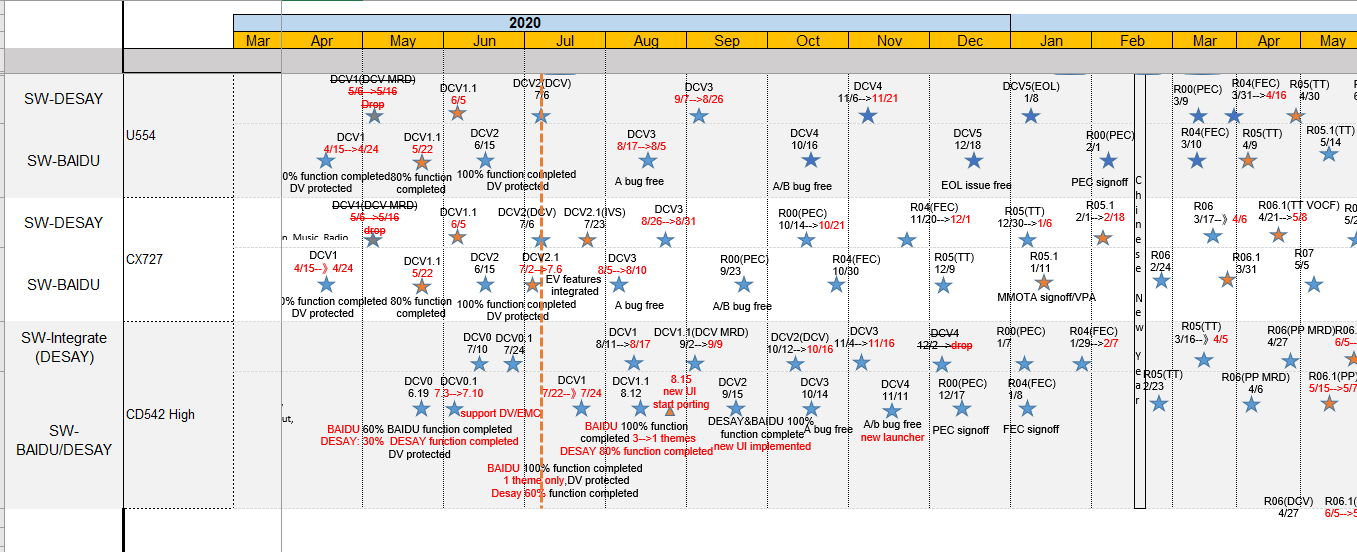 2020
Mar Apr May Jun Jul Aug Sep Oct Nov Dec Jan Feb Mar Apr May
SW-DESAY
DCV1(DCV MRD)
5/6-->5/16
Drop
DCV1.1
6/5
DCV2(DCV)
7/6
DCV3
9/7-->8/26
DCV4
11/6-->11/21
DCV5(EOL)
1/8
R00(PEC)
3/9
R04(FEC)
3/31-->4/16
R05(TT)
4/30
U554
SW-BAIDU
DCV1
4/15-->4/24
0% function completed
DV protected
DCV1.1
5/22
80% function
completed
DCV2
6/15
100% function completed
DV protected
DCV3
8/17-->8/5
A bug free
DCV4
10/16
A/B bug free
DCV5
12/18
EOL issue free
R00(PEC)
2/1
PEC signoff
R04(FEC)
3/10
R05(TT)
4/9
R05.1(TT)
5/14
Chinese New Year
SW-DESAY
DCV1(DCV MRD)
5/6-->5/16
drop
n, Music, Radio
DCV1.1
6/5
DCV2(DCV)
7/6
DCV2.1(IVS)
7/23
DCV3
8/26-->8/31
R00(PEC)
10/14-->10/21
R04(FEC)
11/20-->12/1
R05(TT)
12/30-->1/6
R05.1
2/1-->2/18
R06
3/17--》4/6
R06.1(TT VOCF)
4/21-->5/8
CX727
SW-BAIDU
DCV1
4/15--》4/24
0% function completed
DV protected
DCV1.1
5/22
80% function
completed
DCV2
6/15
100% function completed
DV protected
DCV2.1
7/2-->7.6
EV features
integrated
DCV3
8/5-->8/10
A bug free
R00(PEC)
9/23
A/B bug free
R04(FEC)
10/30
R05(TT)
12/9
R05.1
1/11
MMOTA signoff/VPA
R06
2/24
R06.1
3/31
R07
5/5
SW-Integrate
(DESAY)
DCV0
7/10
DCV0.1
7/24
DCV1
8/11-->8/17
DCV1.1(DCV MRD)
9/2-->9/9
DCV2(DCV)
10/12-->10/16
DCV3
11/4-->11/16
DCV4
12/2-->drop
R00(PEC)
1/7
R04(FEC)
1/29-->2/7
R05(TT)
3/16--》4/5
R06(PP MRD)
4/27
R06.
6/5--
CD542 High
SW-
BAIDU/DESAY
ut,
DCV0
6.19
DCV0.1
7.3-->7.10
support DV/EMC
BAIDU 60% BAIDU function completed
DESAY: 30% DESAY function completed
DV protected
BAIDU 100% function completed
1 theme only,DV protected
Desay 60% function completed
DCV1
7/22--》7/24
DCV1.1
8.12
8.15
new UI
start porting
BAIDU 100% function
completed 3-->1 themes
DESAY 80% function completed
DCV2
9/15
DESAY&BAIDU 100%
function complete
new UI implemented
DCV3
10/14
A bug free
DCV4
11/11
A/b bug free
new launcher
R00(PEC)
12/17
PEC signoff
R04(FEC)
1/8
FEC signoff
R05(TT)
2/23
R06(PP MRD)
4/6
R06.1(PP)
5/15-->5/
R06(DCV)
4/27
R06.1(
6/5-->5